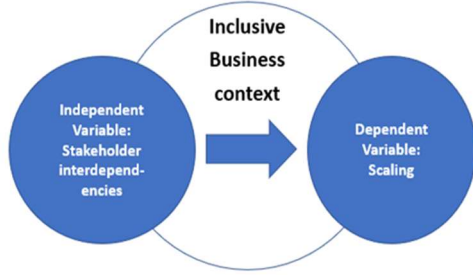 Inclusive
Business
context
Independent
Variable:
Stakeholder
interdepend-
encies
Dependent
Variable:
Scaling